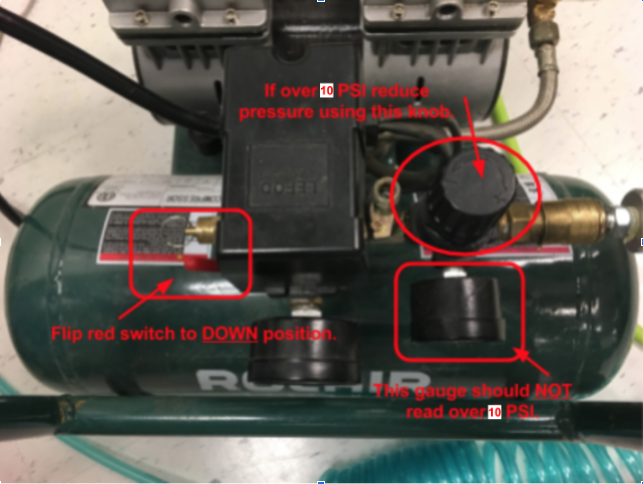 If over 10 PSI reduce
pressure using this knob.
Flip red switch to DOWN position.
This gauge should NOT
read over 10 PSI.